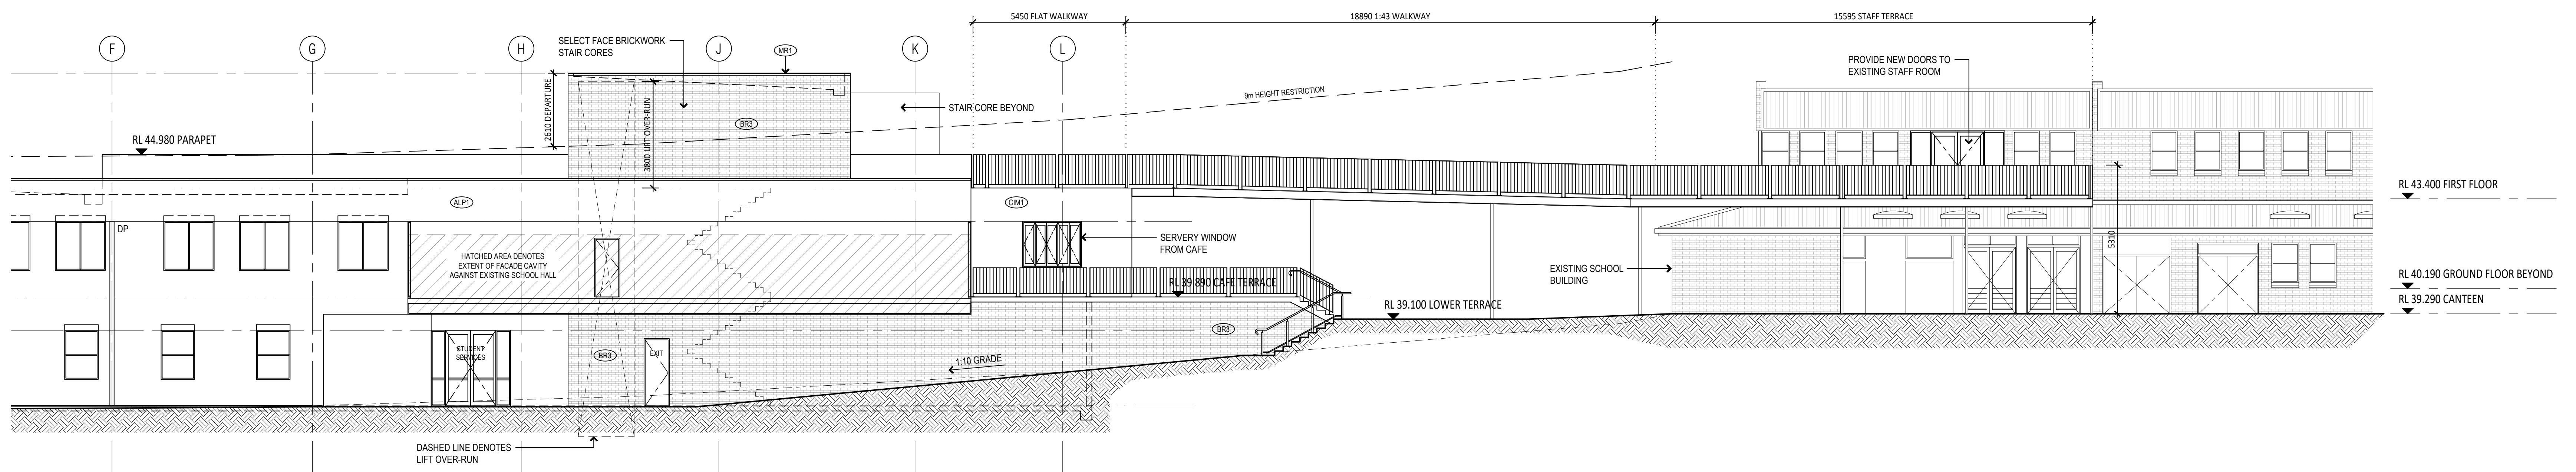 5450 FLAT WALKWAY
18890 1:43 WALKWAY
15595 STAFF TERRACE
F
G
H
J
K
L
SELECT FACE BRICKWORK
STAIR CORES
MR1
PROVIDE NEW DOORS TO
EXISTING STAFF ROOM
2610 DEPARTURE
3800 LIFT OVER-RUN
9m HEIGHT RESTRICTION
STAIR CORE BEYOND
BR3
RL 44.980 PARAPET
RL 43.400 FIRST FLOOR
ALP1
CIM1
DP
SERVERY WINDOW
FROM CAFE
5310
HATCHED AREA DENOTES
EXTENT OF FACADE CAVITY
AGAINST EXISTING SCHOOL HALL
EXISTING SCHOOL
BUILDING
RL 40.190 GROUND FLOOR BEYOND
RL 39.890 CAFE TERRACE
RL 39.290 CANTEEN
RL 39.100 LOWER TERRACE
BR3
STUDENT
SERVICES
BR3
EXIT
1:10 GRADE
DASHED LINE DENOTES
LIFT OVER-RUN